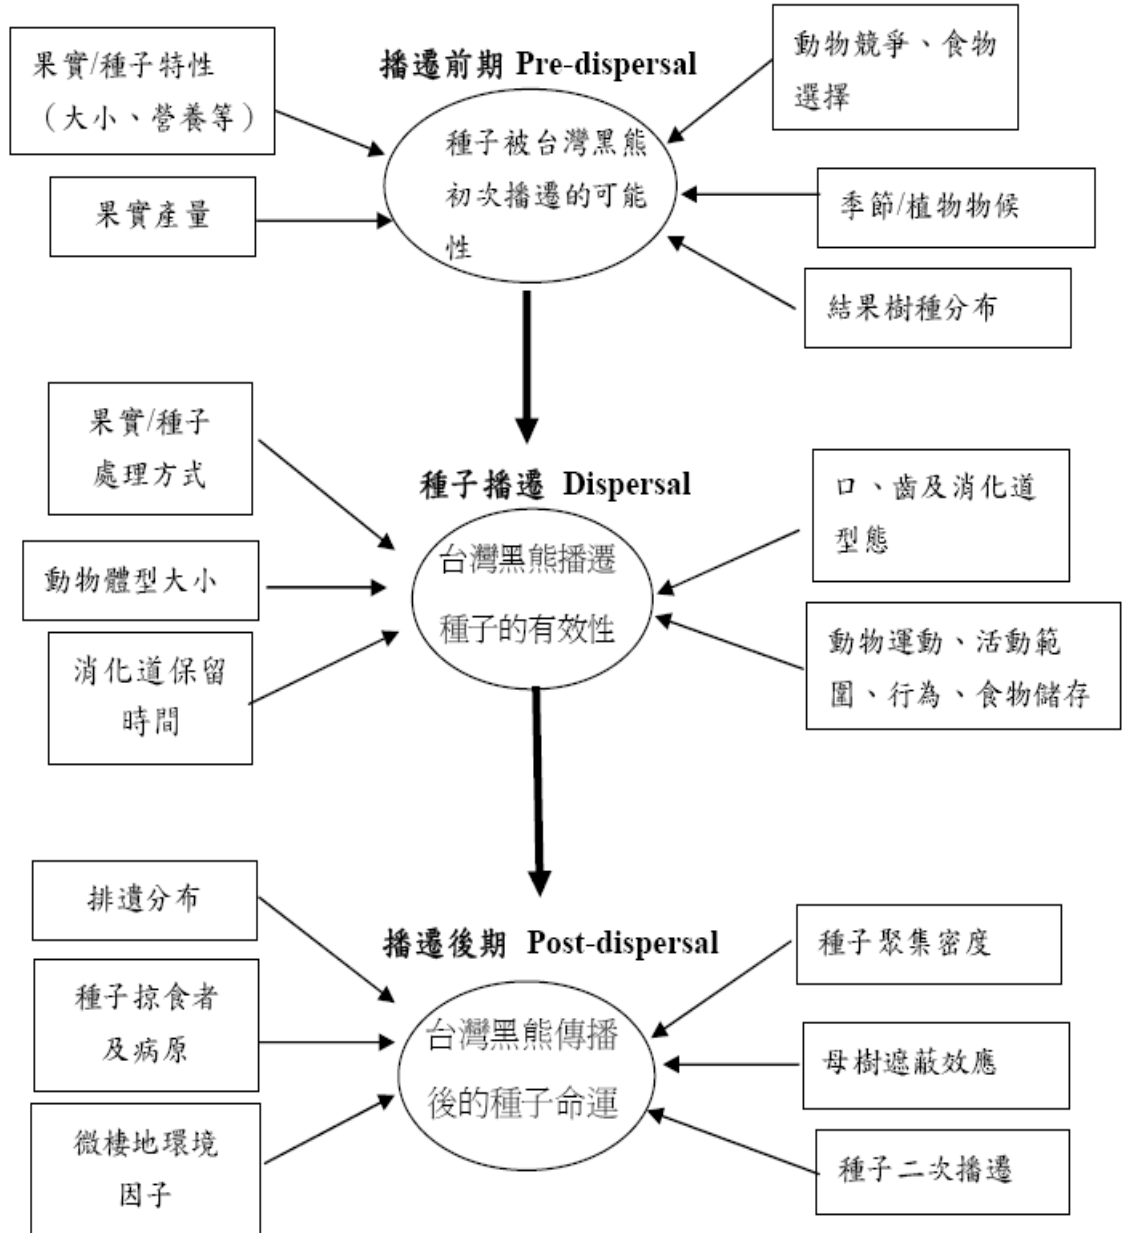 播遷前期 Pre-dispersal
果實/種子特性
（大小、營養等）
果實產量
種子被台灣黑熊
初次播遷的可能
性
動物競爭、食物
選擇
季節/植物物候
結果樹種分布
種子播遷 Dispersal
果實/種子
處理方式
動物體型大小
消化道保留
時間
台灣黑熊播遷
種子的有效性
口、齒及消化道
型態
動物運動、活動範
圍、行為、食物儲存
播遷後期 Post-dispersal
排遺分布
種子掠食者
及病原
微棲地環境
因子
台灣黑熊傳播
後的種子命運
種子聚集密度
母樹遮蔽效應
種子二次播遷